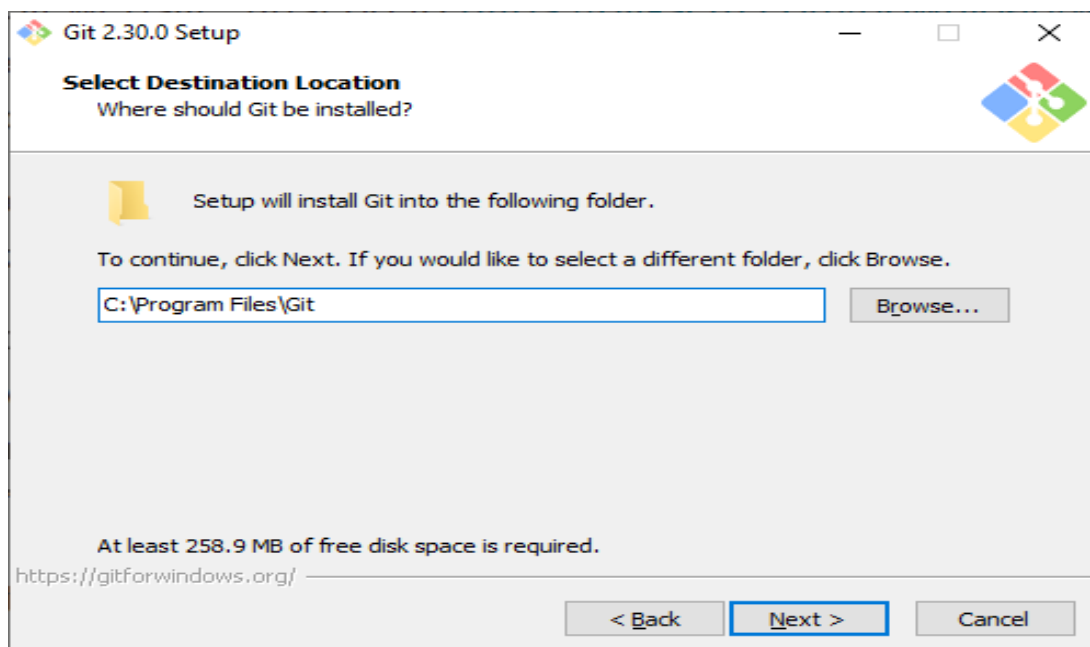 Git 2.30.0 Setup
Select Destination Location
Where should Git be installed?
Setup will install Git into the following folder.
To continue, click Next. If you would like to select a different folder, click Browse.
C:\Program Files\Git
Browse...
At least 258.9 MB of free disk space is required.
https://gitforwindows.org/
< Back
Next >
Cancel